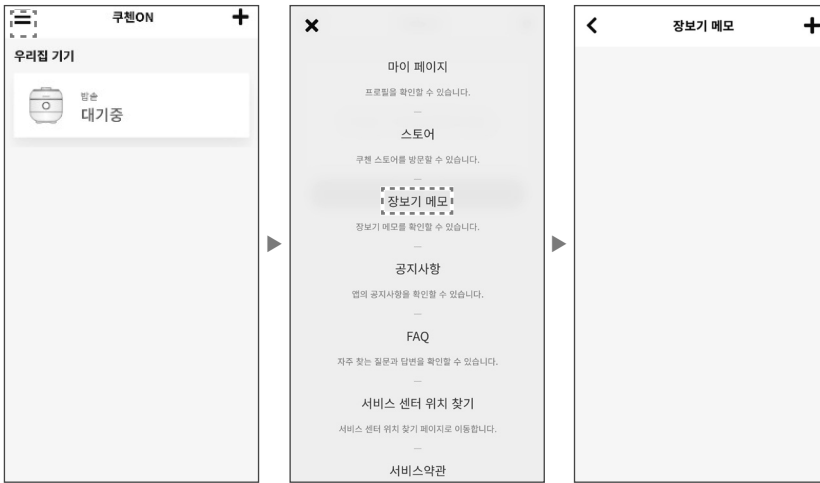 쿠첸ON
우리집 기기
밥솥
대기중
마이 페이지
프로필을 확인할 수 있습니다.
스토어
쿠첸 스토어를 방문할 수 있습니다.
장보기 메모
장보기 메모를 확인할 수 있습니다.
공지사항
앱의 공지사항을 확인할 수 있습니다.
FAQ
자주 찾는 질문과 답변을 확인할 수 있습니다.
서비스 센터 위치 찾기
서비스 센터 위치 찾기 페이지로 이동합니다.
서비스약관
장보기 메모